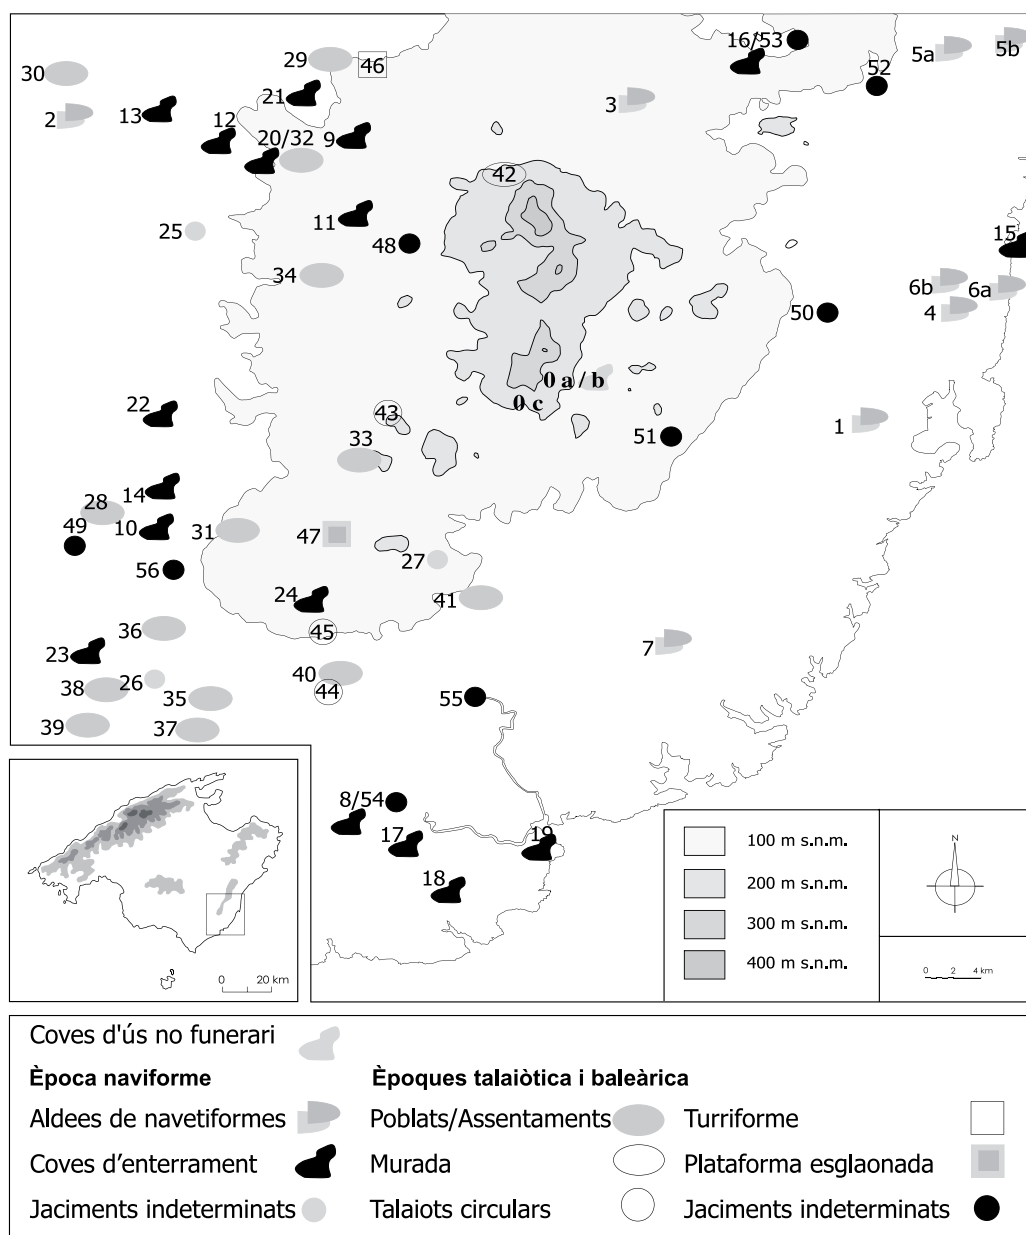 16/53
5a
5b
30
29
46
52
2
13
12
21
3
20/32
9
42
25
11
48
15
34
6b
6a
50
4
0 a / b
0 c
22
43
1
33
51
14
28
49
10
31
47
56
27
24
41
36
45
23
7
26
40
38
35
44
55
39
37
8/54
17
19
18
0 20 km
100 m s.n.m.
200 m s.n.m.
300 m s.n.m.
400 m s.n.m.
N
0 2 4 km
Coves d'ús no funerari
Època naviforme
Èpoques talaiòtica i baleàrica
Aldees de navetiformes
Poblats/Assentaments
Turriforme
Coves d’enterrament
Murada
Plataforma esglaonada
Jaciments indeterminats
Talaiots circulars
Jaciments indeterminats